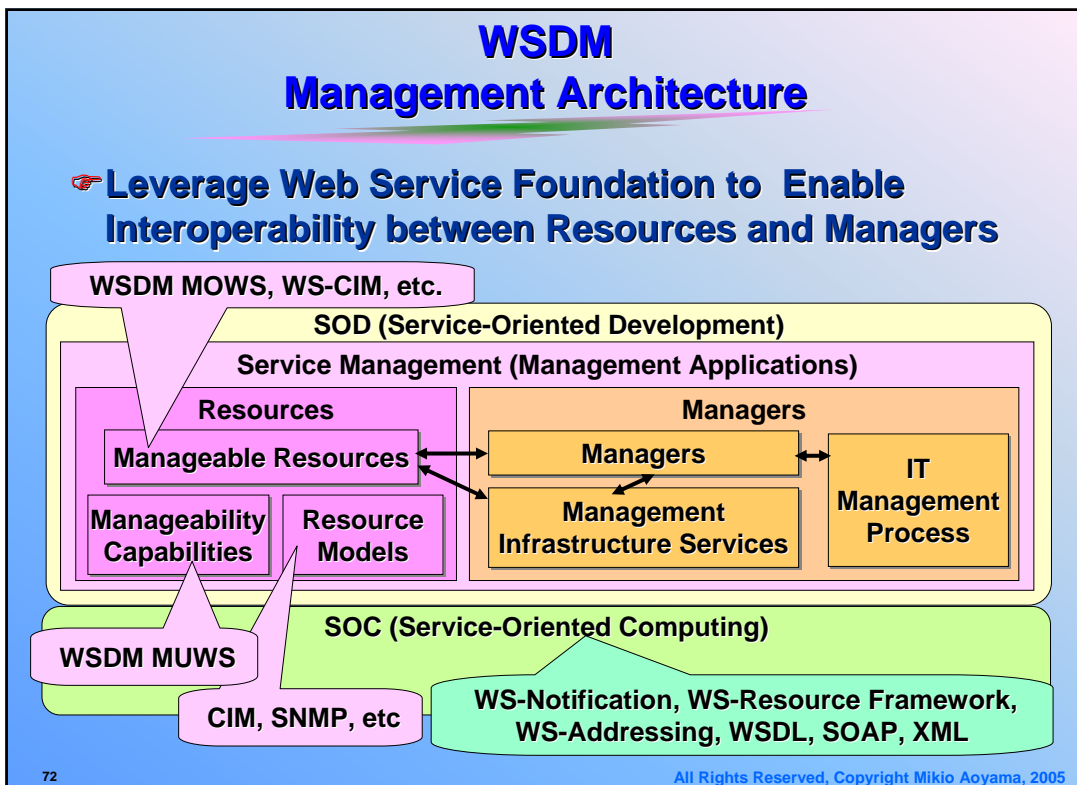 WSDM
Management Architecture
Leverage Web Service Foundation to Enable
Interoperability between Resources and Managers
WSDM MOWS, WS-CIM, etc.
SOD (Service-Oriented Development)
Service Management (Management Applications)
Resources
Manageable Resources
Manageability
Capabilities
Resource
Models
Managers
Managers
Management
Infrastructure Services
IT
Management
Process
SOC (Service-Oriented Computing)
WSDM MUWS
CIM, SNMP, etc
WS-Notification, WS-Resource Framework,
WS-Addressing, WSDL, SOAP, XML
72
All Rights Reserved, Copyright Mikio Aoyama, 2005